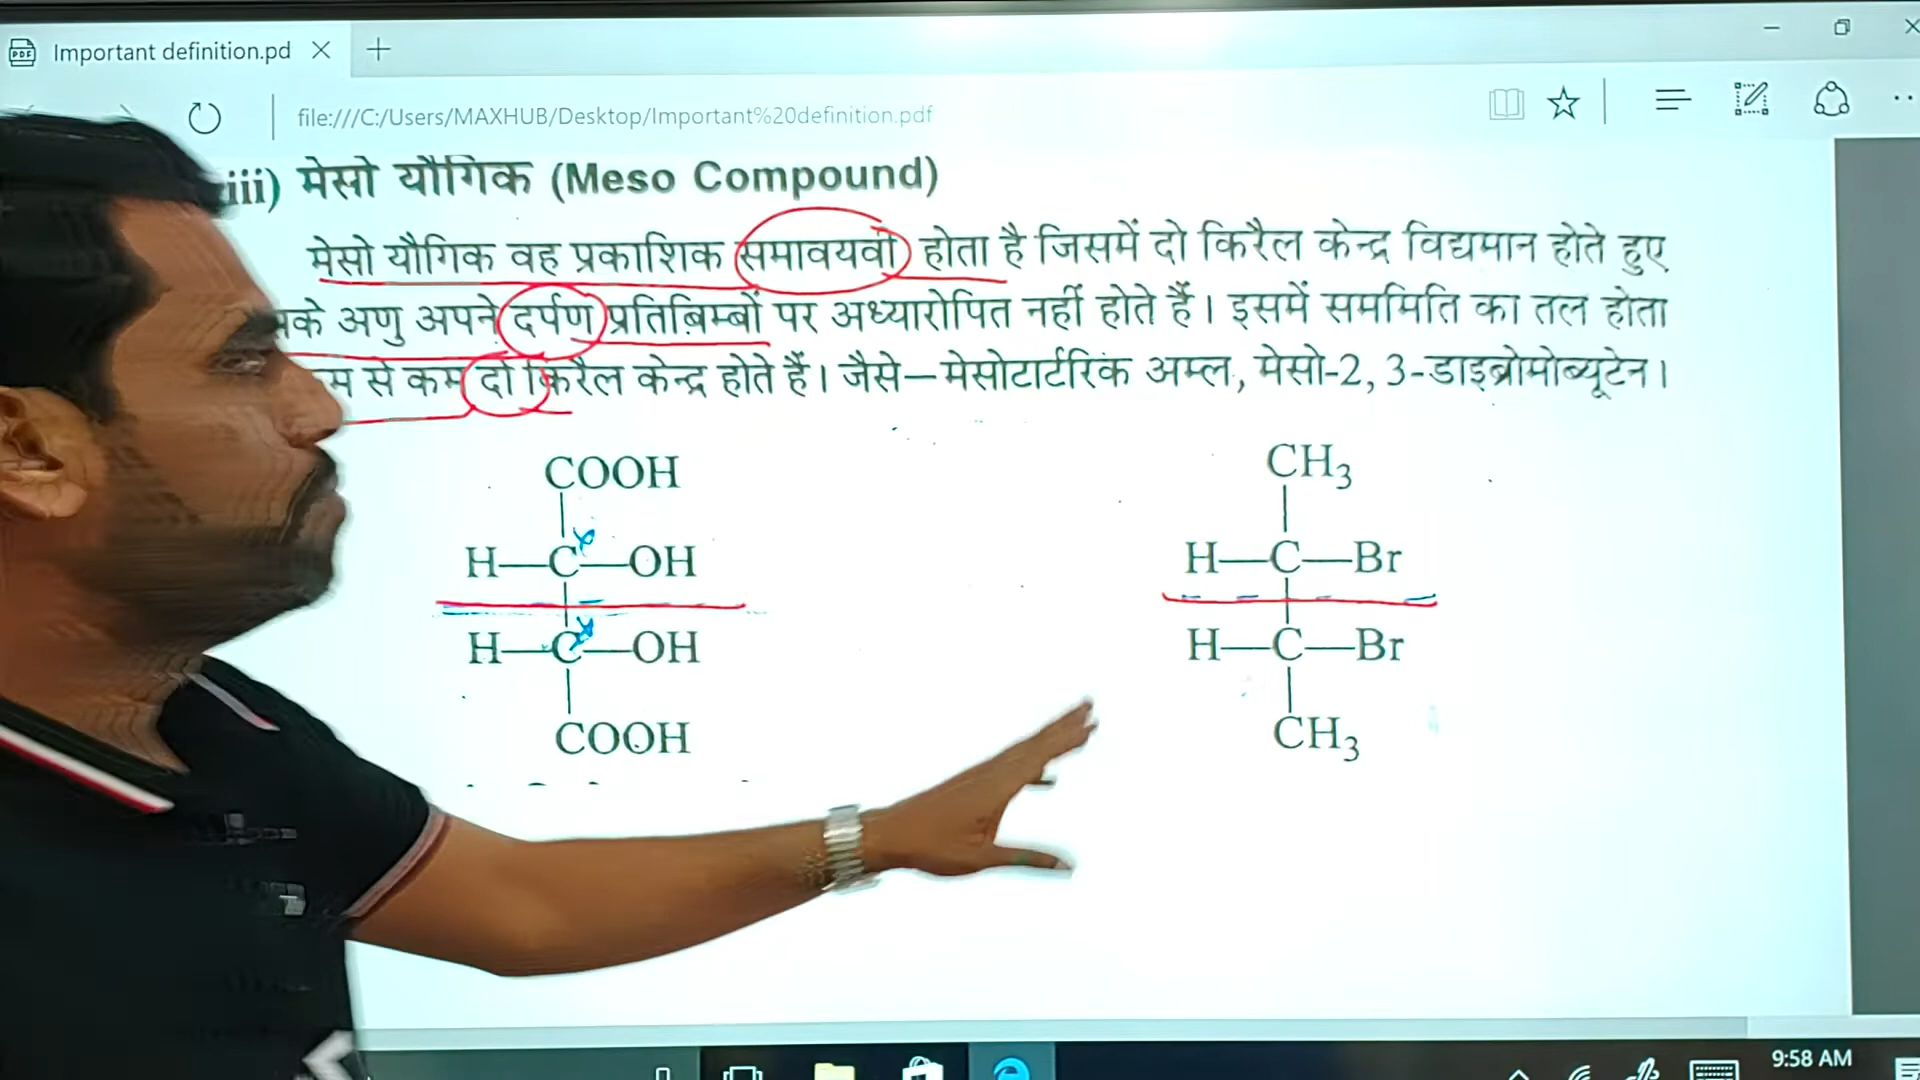 Important definition.pd
file:///C:/Users/MAXHUB/Desktop/Important%20definition.pdf
iii) मेसो यौगिक (Meso Compound)
मेसो यौगिक वह प्रकाशिक समावयवी होता है जिसमें दो किरैल केन्द्र विद्यमान होते हुए
के अणु अपने दर्पण प्रतिबिम्बों पर अध्यारोपित नहीं होते हैं। इसमें सममिति का तल होता
से कम दो किरैल केन्द्र होते हैं। जैसे—मेसोटार्टरिक अम्ल, मेसो-2, 3-डाइब्रोमोब्यूटेन।
COOH
H—C—OH
H—C—OH
COOH
CH₃
H—C—Br
H—C—Br
CH₃
9:58 AM